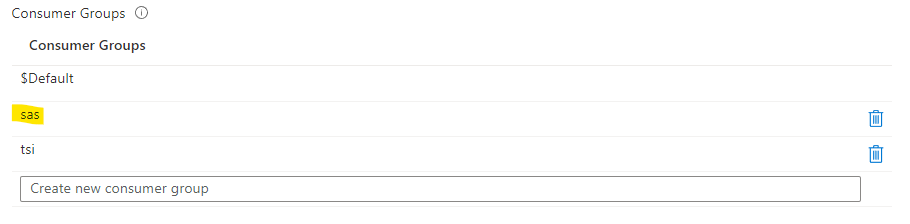 Consumer Groups
Consumer Groups
$Default
sas
tsi
Create new consumer group